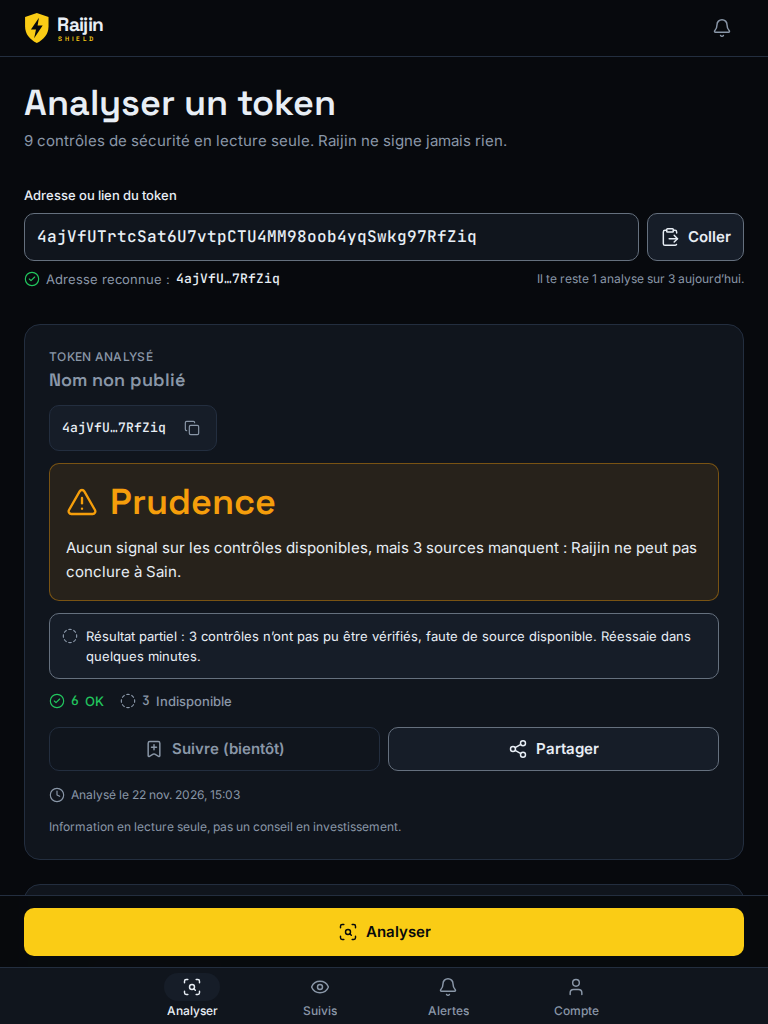 Raijin
SHIELD
Analyser un token
9 contrôles de sécurité en lecture seule. Raijin ne signe jamais rien.
Adresse ou lien du token
4ajVfUTrtcSat6U7vtpCTU4MM98oob4yqSwkg97RfZiq
Coller
Adresse reconnue : 4ajVfU…7RfZiq
Il te reste 1 analyse sur 3 aujourd’hui.
TOKEN ANALYSÉ
Nom non publié
4ajVfU…7RfZiq
Prudence
Aucun signal sur les contrôles disponibles, mais 3 sources manquent : Raijin ne peut pas
conclure à Sain.
Résultat partiel : 3 contrôles n’ont pas pu être vérifiés, faute de source disponible. Réessaie dans
quelques minutes.
6 OK 3 Indisponible
Suivre (bientôt)
Partager
Analysé le 22 nov. 2026, 15:03
Information en lecture seule, pas un conseil en investissement.
Analyser
Analyser
Suivis
Alertes
Compte